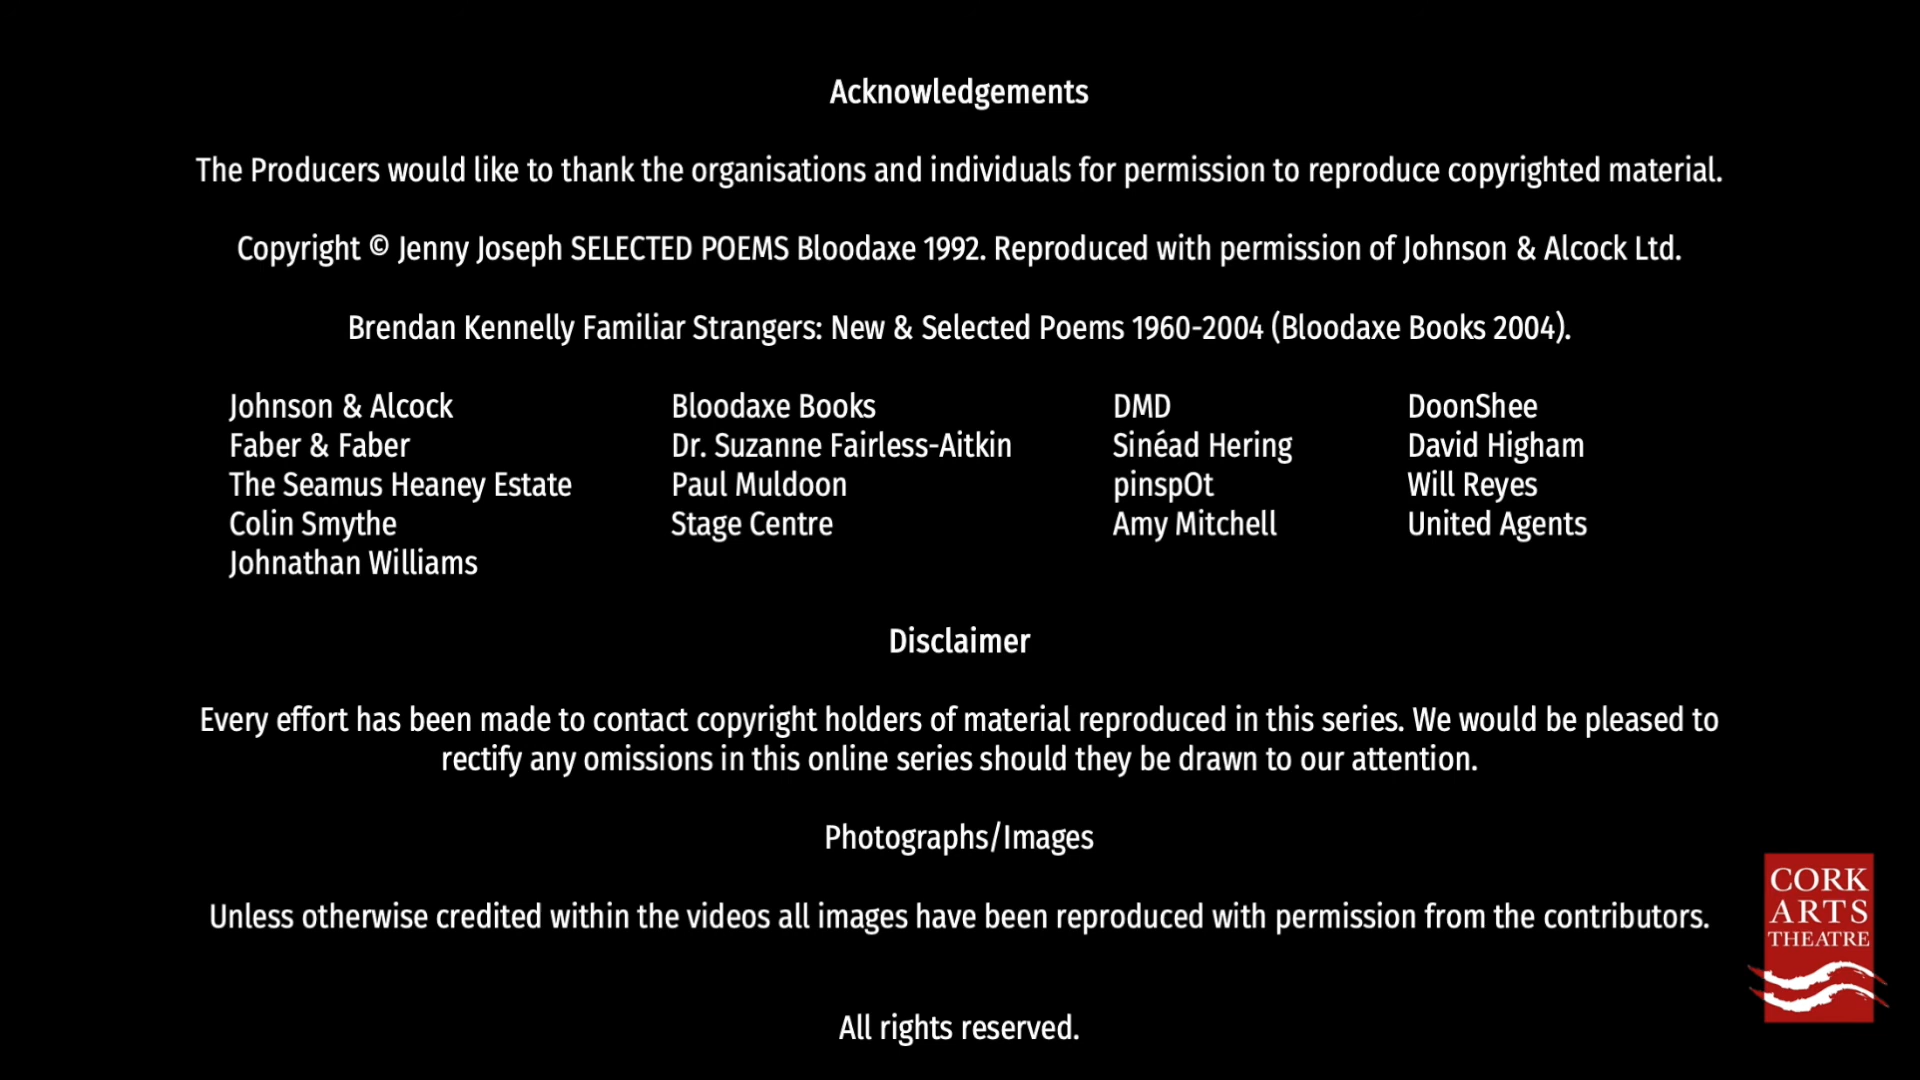 Acknowledgements
The Producers would like to thank the organisations and individuals for permission to reproduce copyrighted material.
Copyright © Jenny Joseph SELECTED POEMS Bloodaxe 1992. Reproduced with permission of Johnson & Alcock Ltd.
Brendan Kennelly Familiar Strangers: New & Selected Poems 1960-2004 (Bloodaxe Books 2004).
Johnson & Alcock
Faber & Faber
The Seamus Heaney Estate
Colin Smythe
Johnathan Williams
Bloodaxe Books
Dr. Suzanne Fairless-Aitkin
Paul Muldoon
Stage Centre
DMD
Sinéad Hering
pinspOt
Amy Mitchell
DoonShee
David Higham
Will Reyes
United Agents
Disclaimer
Every effort has been made to contact copyright holders of material reproduced in this series. We would be pleased to
rectify any omissions in this online series should they be drawn to our attention.
Photographs/Images
Unless otherwise credited within the videos all images have been reproduced with permission from the contributors.
All rights reserved.
CORK
ARTS
THEATRE